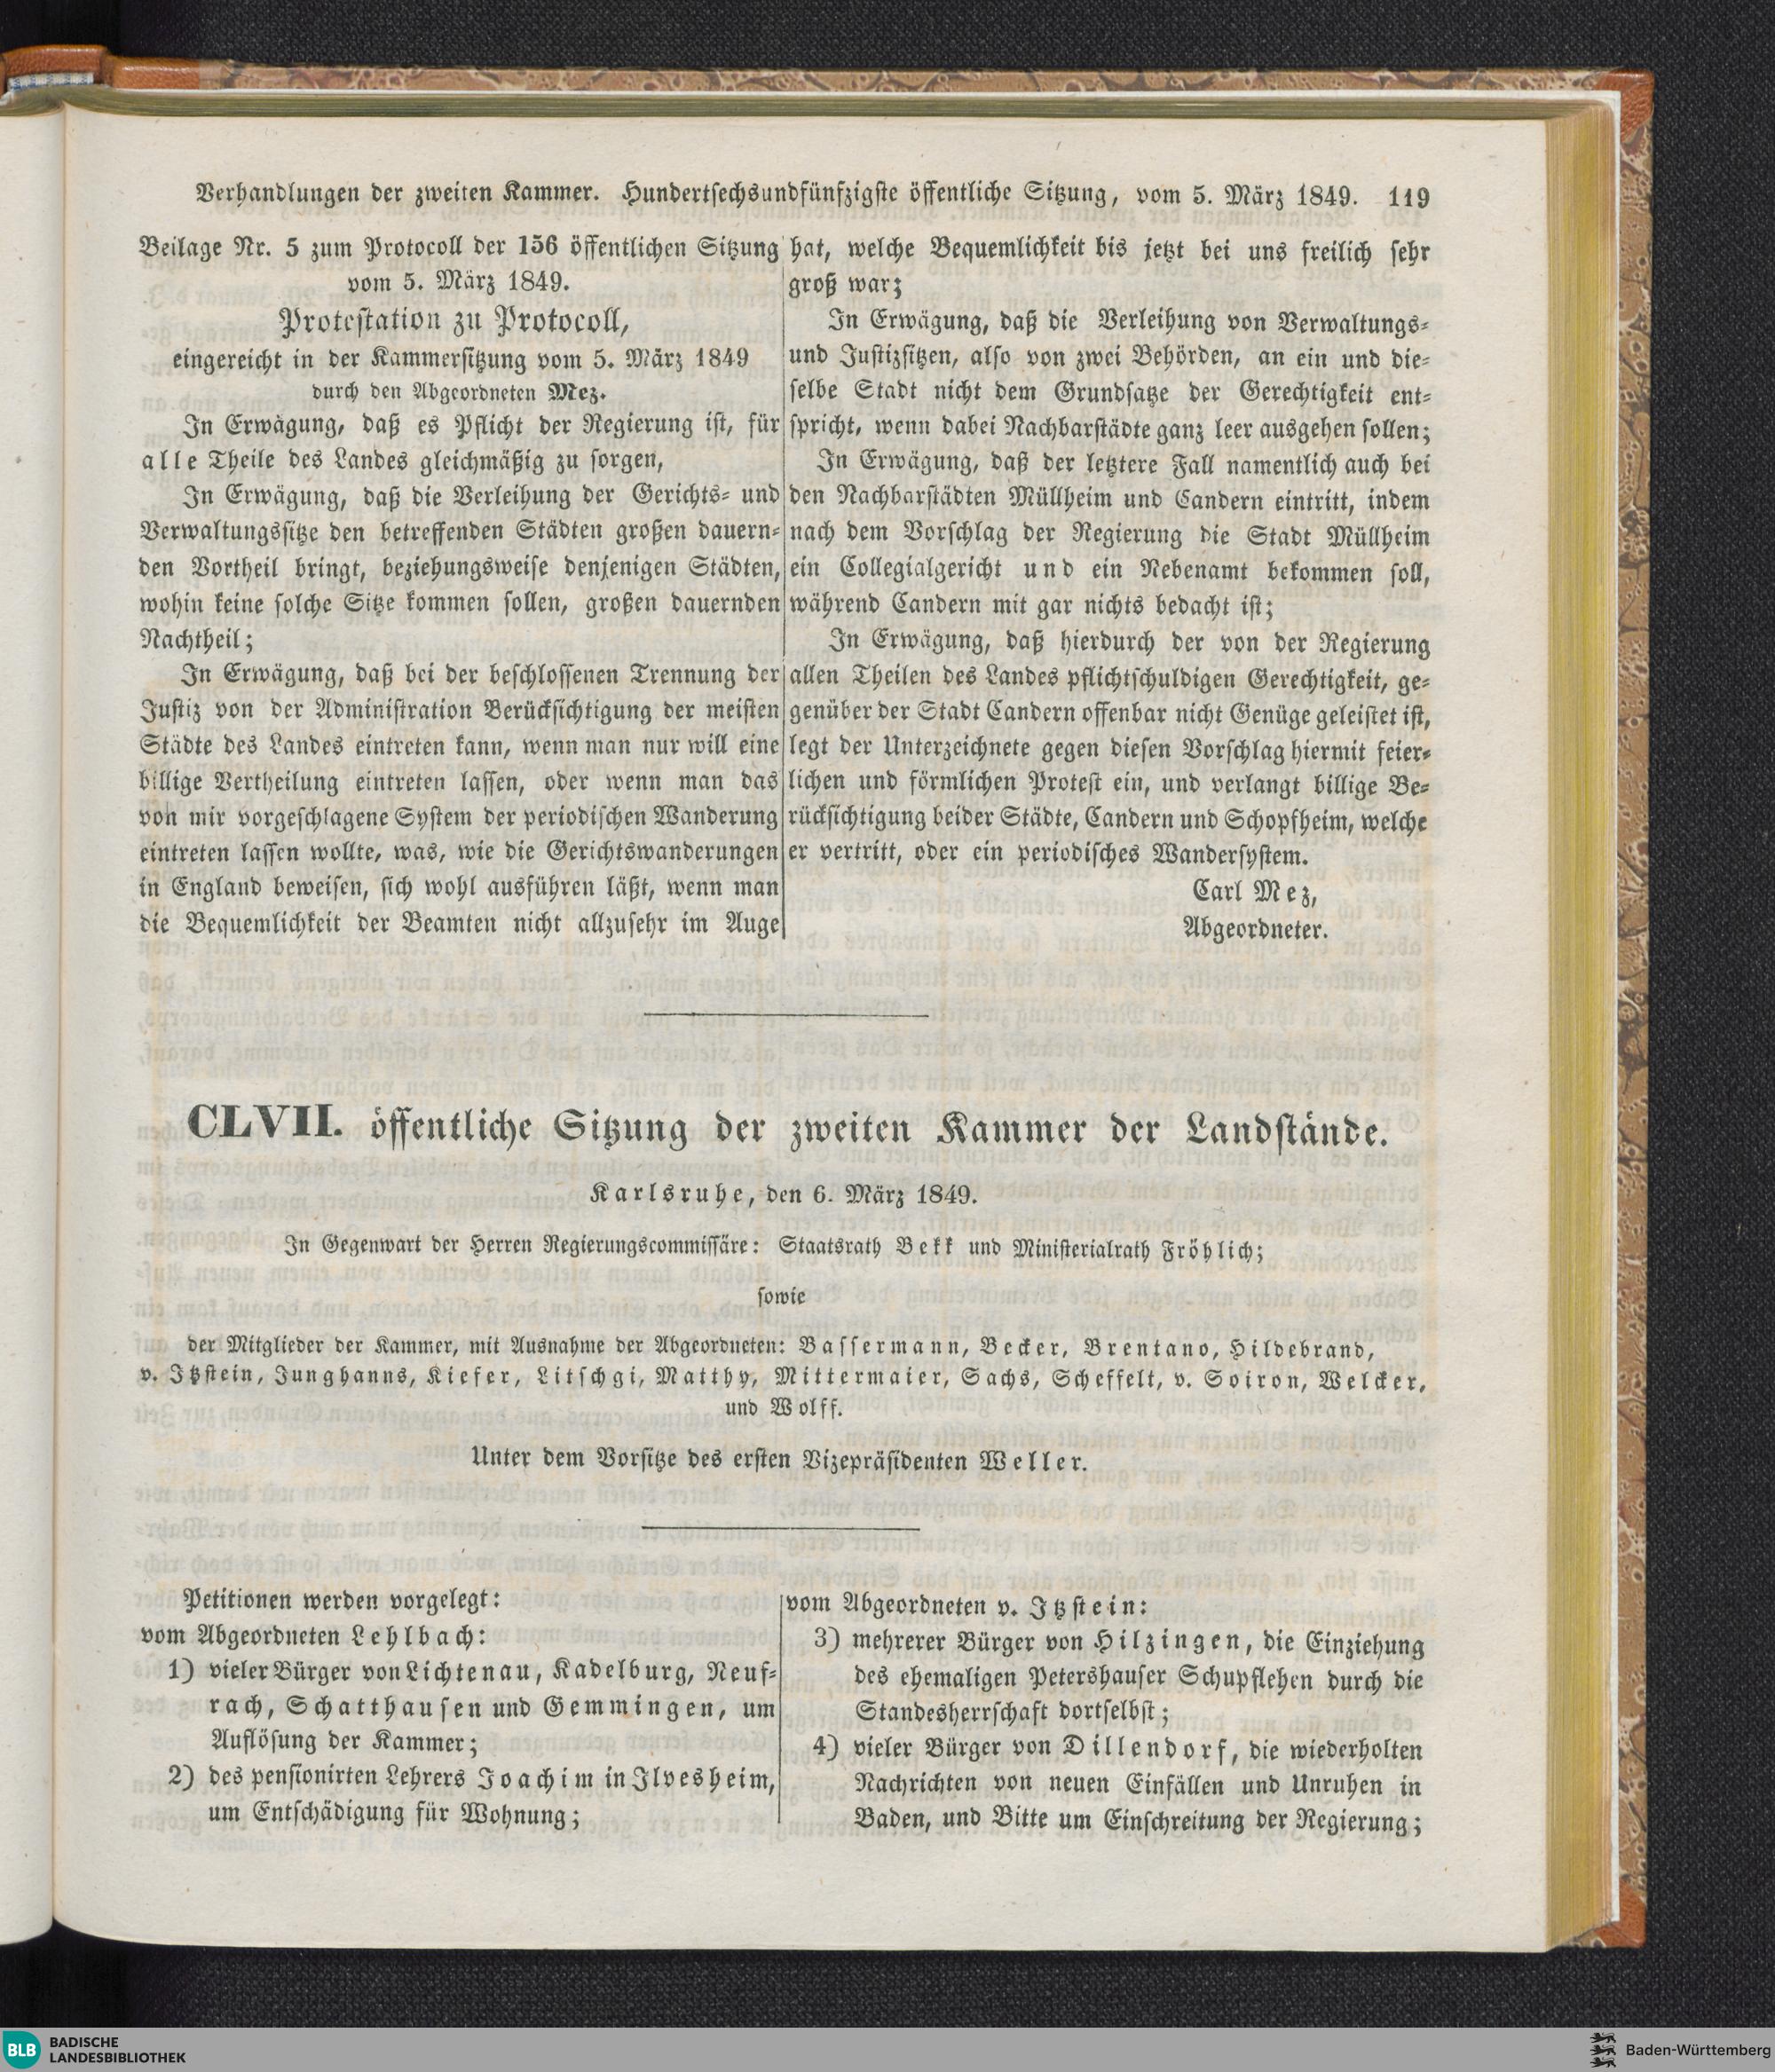 Verhandlungen der zweiten Kammer. Hundertsechsundfünfzigste öffentliche Sitzung, vom 5. März 1849. 119
Beilage Nr. 5 zum Protocoll der 156 öffentlichen Sitzung
vom 5. März 1849.
Protestation zu Protocoll,
eingereicht in der Kammersitzung vom 5. März 1849
durch den Abgeordneten Mez.
In Erwägung, daß es Pflicht der Regierung ist, für
alle Theile des Landes gleichmäßig zu sorgen,
In Erwägung, daß die Verleihung der Gerichts- und
Verwaltungssitze den betreffenden Städten großen dauern-
den Vortheil bringt, beziehungsweise denjenigen Städten,
wohin keine solche Sitze kommen sollen, großen dauernden
Nachtheil;
In Erwägung, daß bei der beschlossenen Trennung der
Justiz von der Administration Berücksichtigung der meisten
Städte des Landes eintreten kann, wenn man nur will eine
billige Vertheilung eintreten lassen, oder wenn man das
von mir vorgeschlagene System der periodischen Wanderung
eintreten lassen wollte, was, wie die Gerichtswanderungen
in England beweisen, sich wohl ausführen läßt, wenn man
die Bequemlichkeit der Beamten nicht allzusehr im Auge
hat, welche Bequemlichkeit bis jetzt bei uns freilich sehr
groß war;
In Erwägung, daß die Verleihung von Verwaltungs-
und Justizsitzen, also von zwei Behörden, an ein und die-
selbe Stadt nicht dem Grundsatze der Gerechtigkeit ent-
spricht, wenn dabei Nachbarstädte ganz leer ausgehen sollen;
In Erwägung, daß der letztere Fall namentlich auch bei
den Nachbarstädten Müllheim und Candern eintritt, indem
nach dem Vorschlag der Regierung die Stadt Müllheim
ein Collegialgericht und ein Nebenamt bekommen soll,
während Candern mit gar nichts bedacht ist;
In Erwägung, daß hierdurch der von der Regierung
allen Theilen des Landes pflichtschuldigen Gerechtigkeit, ge-
genüber der Stadt Candern offenbar nicht Genüge geleistet ist,
legt der Unterzeichnete gegen diesen Vorschlag hiermit feier-
lichen und förmlichen Protest ein, und verlangt billige Be-
rücksichtigung beider Städte, Candern und Schopfheim, welche
er vertritt, oder ein periodisches Wandersystem.
Carl Mez,
Abgeordneter.
CLVII. öffentliche Sitzung der zweiten Kammer der Landstände.
Karlsruhe, den 6. März 1849.
In Gegenwart der Herren Regierungscommissäre: Staatsrath Bekk und Ministerialrath Fröhlich;
sowie
der Mitglieder der Kammer, mit Ausnahme der Abgeordneten: Bassermann, Becker, Brentano, Hildebrand,
v. Itzstein, Junghanns, Kiefer, Litschgi, Matthy, Mittermaier, Sachs, Scheffelt, v. Soiron, Welcker,
und Wolff.
Unter dem Vorsitze des ersten Vizepräsidenten Weller.
Petitionen werden vorgelegt:
vom Abgeordneten Lehlbach:
1) vieler Bürger von Lichtenau, Kadelburg, Neuf-
rach, Schatthausen und Gemmingen, um
Auflösung der Kammer;
2) des pensionirten Lehrers Joachim in Ilvesheim,
um Entschädigung für Wohnung;
vom Abgeordneten v. Itzstein:
3) mehrerer Bürger von Hilzingen, die Einziehung
des ehemaligen Petershauser Schupflehen durch die
Standesherrschaft dortselbst;
4) vieler Bürger von Dillendorf, die wiederholten
Nachrichten von neuen Einfällen und Unruhen in
Baden, und Bitte um Einschreitung der Regierung;
BLB BADISCHE
LANDESBIBLIOTHEK
Baden-Württemberg